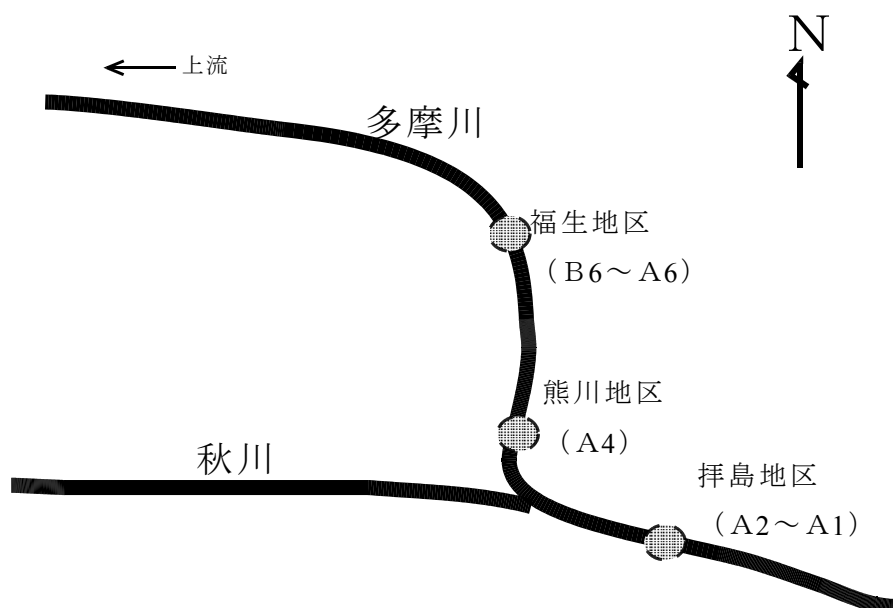 N
上流
多摩川
福生地区
（B6～A6）
熊川地区
（A4）
秋川
拝島地区
（A2～A1）